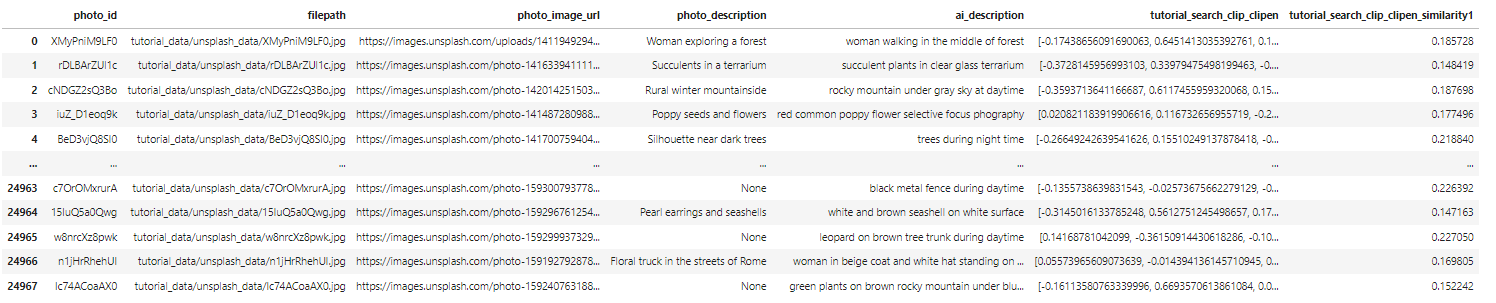 photo_id filepath photo_image_url photo_description ai_description tutorial_search_clip_clipen tutorial_search_clip_clipen_similarity1
0 XMyPniM9LF0 tutorial_data/unsplash_data/XMyPniM9LF0.jpg https://images.unsplash.com/uploads/1411949294... Woman exploring a forest woman walking in the middle of forest [-0.17438656091690063, 0.6451413035392761, 0.1... 0.185728
1 rDLBArZUl1c tutorial_data/unsplash_data/rDLBArZUl1c.jpg https://images.unsplash.com/photo-141633941111... Succulents in a terrarium succulent plants in clear glass terrarium [-0.3728145956993103, 0.33979475498199463, -0.... 0.148419
2 cNDGZ2sQ3Bo tutorial_data/unsplash_data/cNDGZ2sQ3Bo.jpg https://images.unsplash.com/photo-142014251503... Rural winter mountainside rocky mountain under gray sky at daytime [-0.3593713641166687, 0.6117455959320068, 0.15... 0.187698
3 iuZ_D1eoq9k tutorial_data/unsplash_data/iuZ_D1eoq9k.jpg https://images.unsplash.com/photo-141487280988... Poppy seeds and flowers red common poppy flower selective focus phography [0.020821183919906616, 0.116732656955719, -0.2... 0.177496
4 BeD3vjQ8SI0 tutorial_data/unsplash_data/BeD3vjQ8SI0.jpg https://images.unsplash.com/photo-141700759404... Silhouette near dark trees trees during night time [-0.26649242639541626, 0.15510249137878418, -0... 0.218840
... ... ... ... ... ... ... ...
24963 c7OrOMxrurA tutorial_data/unsplash_data/c7OrOMxrurA.jpg https://images.unsplash.com/photo-159300793778... None black metal fence during daytime [-0.1355738639831543, -0.02573675662279129, -0... 0.226392
24964 15IuQ5a0Qwg tutorial_data/unsplash_data/15IuQ5a0Qwg.jpg https://images.unsplash.com/photo-159296761254... Pearl earrings and seashells white and brown seashell on white surface [-0.3145016133785248, 0.5612751245498657, 0.17... 0.147163
24965 w8nrcXz8pwk tutorial_data/unsplash_data/w8nrcXz8pwk.jpg https://images.unsplash.com/photo-159299937329... None leopard on brown tree trunk during daytime [0.14168781042099, -0.36150914430618286, -0.10... 0.227050
24966 n1jHrRhehUI tutorial_data/unsplash_data/n1jHrRhehUI.jpg https://images.unsplash.com/photo-159192792878... Floral truck in the streets of Rome woman in beige coat and white hat standing on ... [0.05573965609073639, -0.014394136145710945, 0... 0.169805
24967 Ic74ACoaAX0 tutorial_data/unsplash_data/Ic74ACoaAX0.jpg https://images.unsplash.com/photo-159240763188... None green plants on brown rocky mountain under blu... [-0.16113580763339996, 0.6693570613861084, 0.0... 0.152242